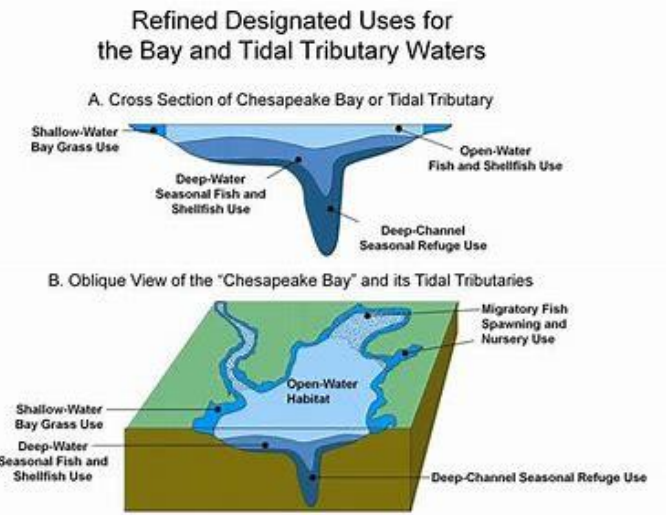 Refined Designated Uses for
the Bay and Tidal Tributary Waters
A. Cross Section of Chesapeake Bay or Tidal Tributary
Shallow-Water
Bay Grass Use
Open-Water
Fish and Shellfish Use
Deep-Water
Seasonal Fish and
Shellfish Use
Deep-Channel
Seasonal Refuge Use
B. Oblique View of the “Chesapeake Bay” and its Tidal Tributaries
Migratory Fish
Spawning and
Nursery Use
Open-Water
Habitat
Shallow-Water
Bay Grass Use
Deep-Water
Seasonal Fish and
Shellfish Use
Deep-Channel Seasonal Refuge Use